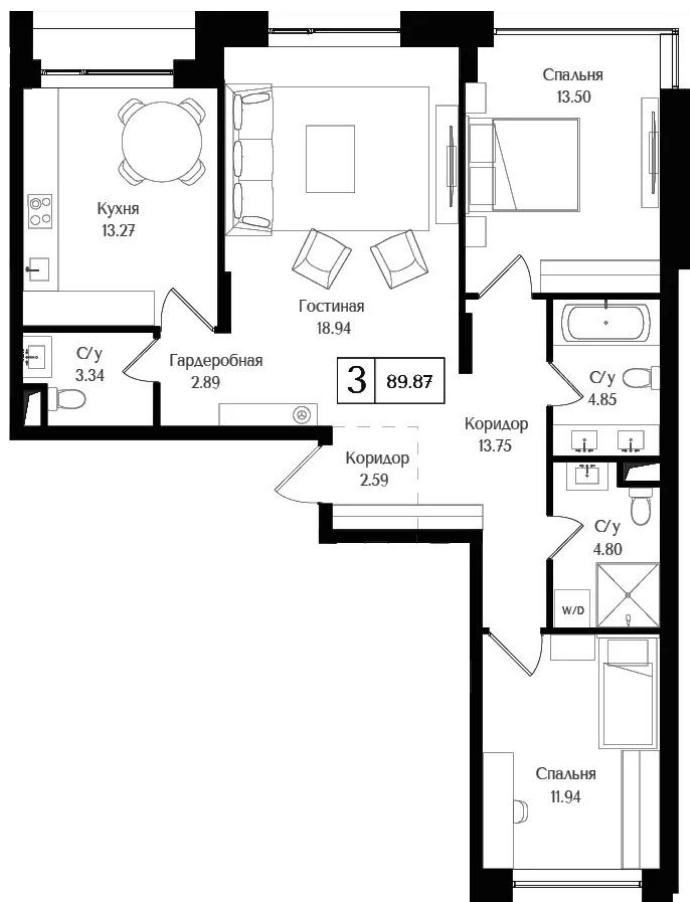 Спальня
13.50
Кухня
13.27
Гостиная
18.94
С/у
3.34
Гардеробная
2.89
3 89.87
С/у
4.85
Коридор
13.75
Коридор
2.59
С/у
4.80
W/D
Спальня
11.94